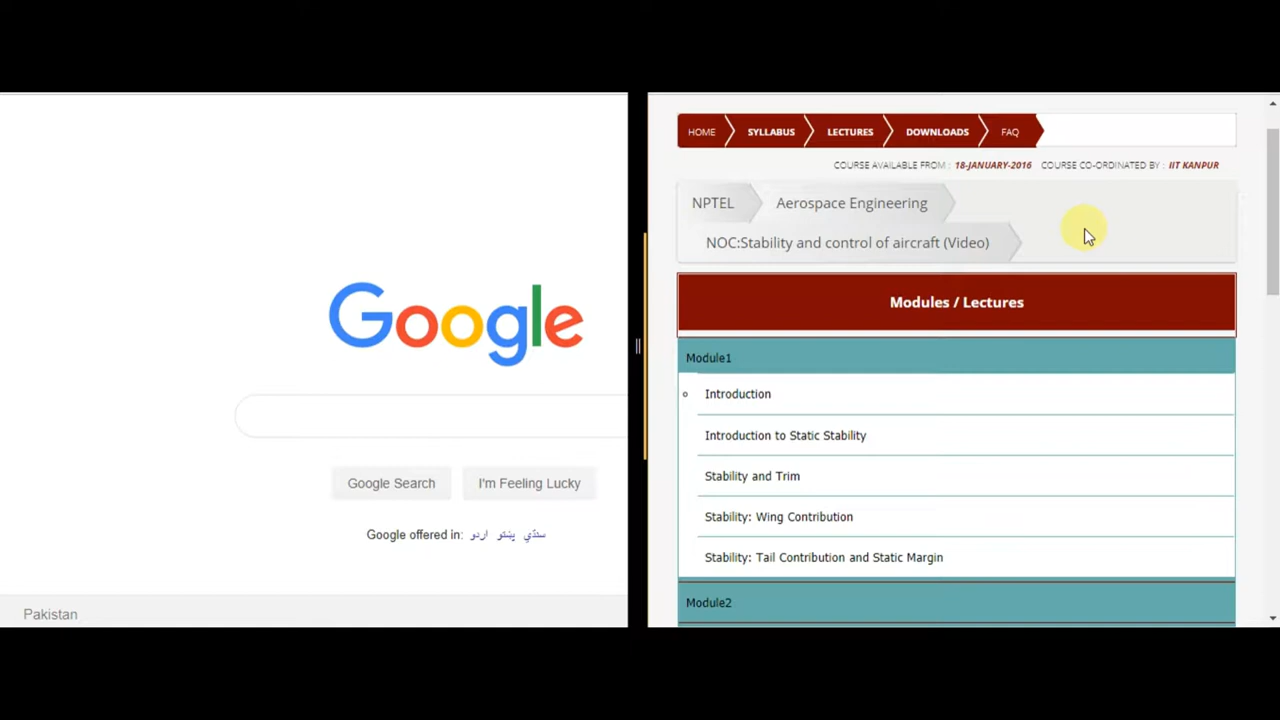 Google
Google Search
I'm Feeling Lucky
Google offered in: اردو پښتو سنڌي
Pakistan
HOME SYLLABUS LECTURES DOWNLOADS FAQ
COURSE AVAILABLE FROM : 18-JANUARY-2016 COURSE CO-ORDINATED BY : IIT KANPUR
NPTEL Aerospace Engineering
NOC:Stability and control of aircraft (Video)
Modules / Lectures
Module1
Introduction
Introduction to Static Stability
Stability and Trim
Stability: Wing Contribution
Stability: Tail Contribution and Static Margin
Module2